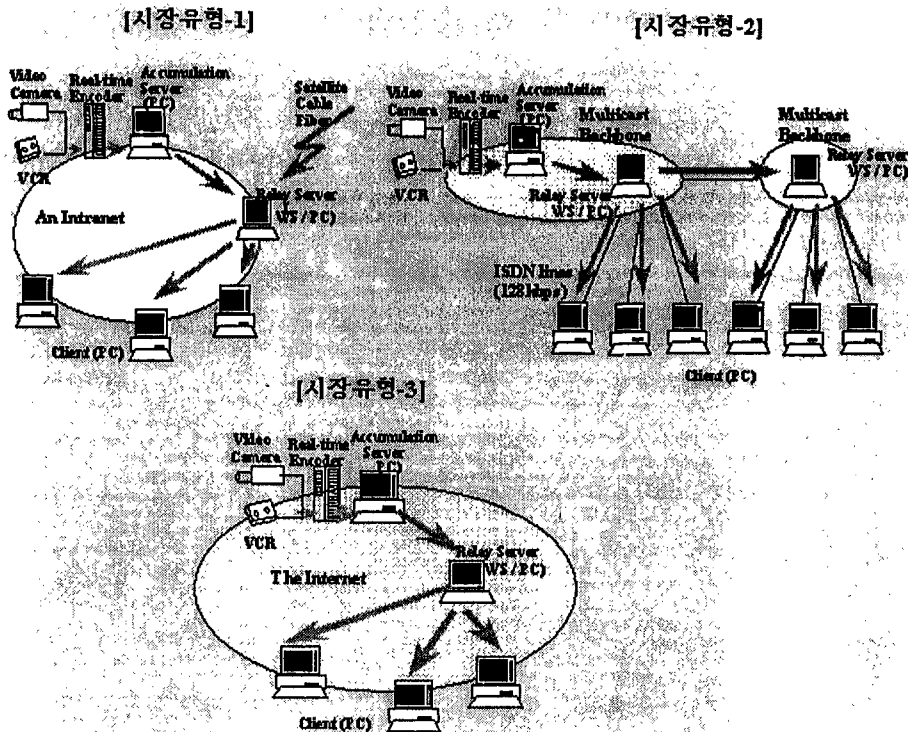 [시장유형-1]
Video
Camera
Real-time
Encoder
Accumulation
Server
(PC)
VCR
Satellite
Cable
Fiber
An Intranet
Relay Server
WS / PC)
Client (PC)
[시장유형-2]
Video
Camera
Real-time
Encoder
Accumulation
Server
(PC)
VCR
Multicast
Backbone
Relay Server
WS / PC)
Multicast
Backbone
Relay Server
WS / PC)
ISDN lines
(128 kbps)
Client (PC)
[시장유형-3]
Video
Camera
Real-time
Encoder
Accumulation
Server
PC)
VCR
The Internet
Relay Server
WS / PC)
Client (PC)